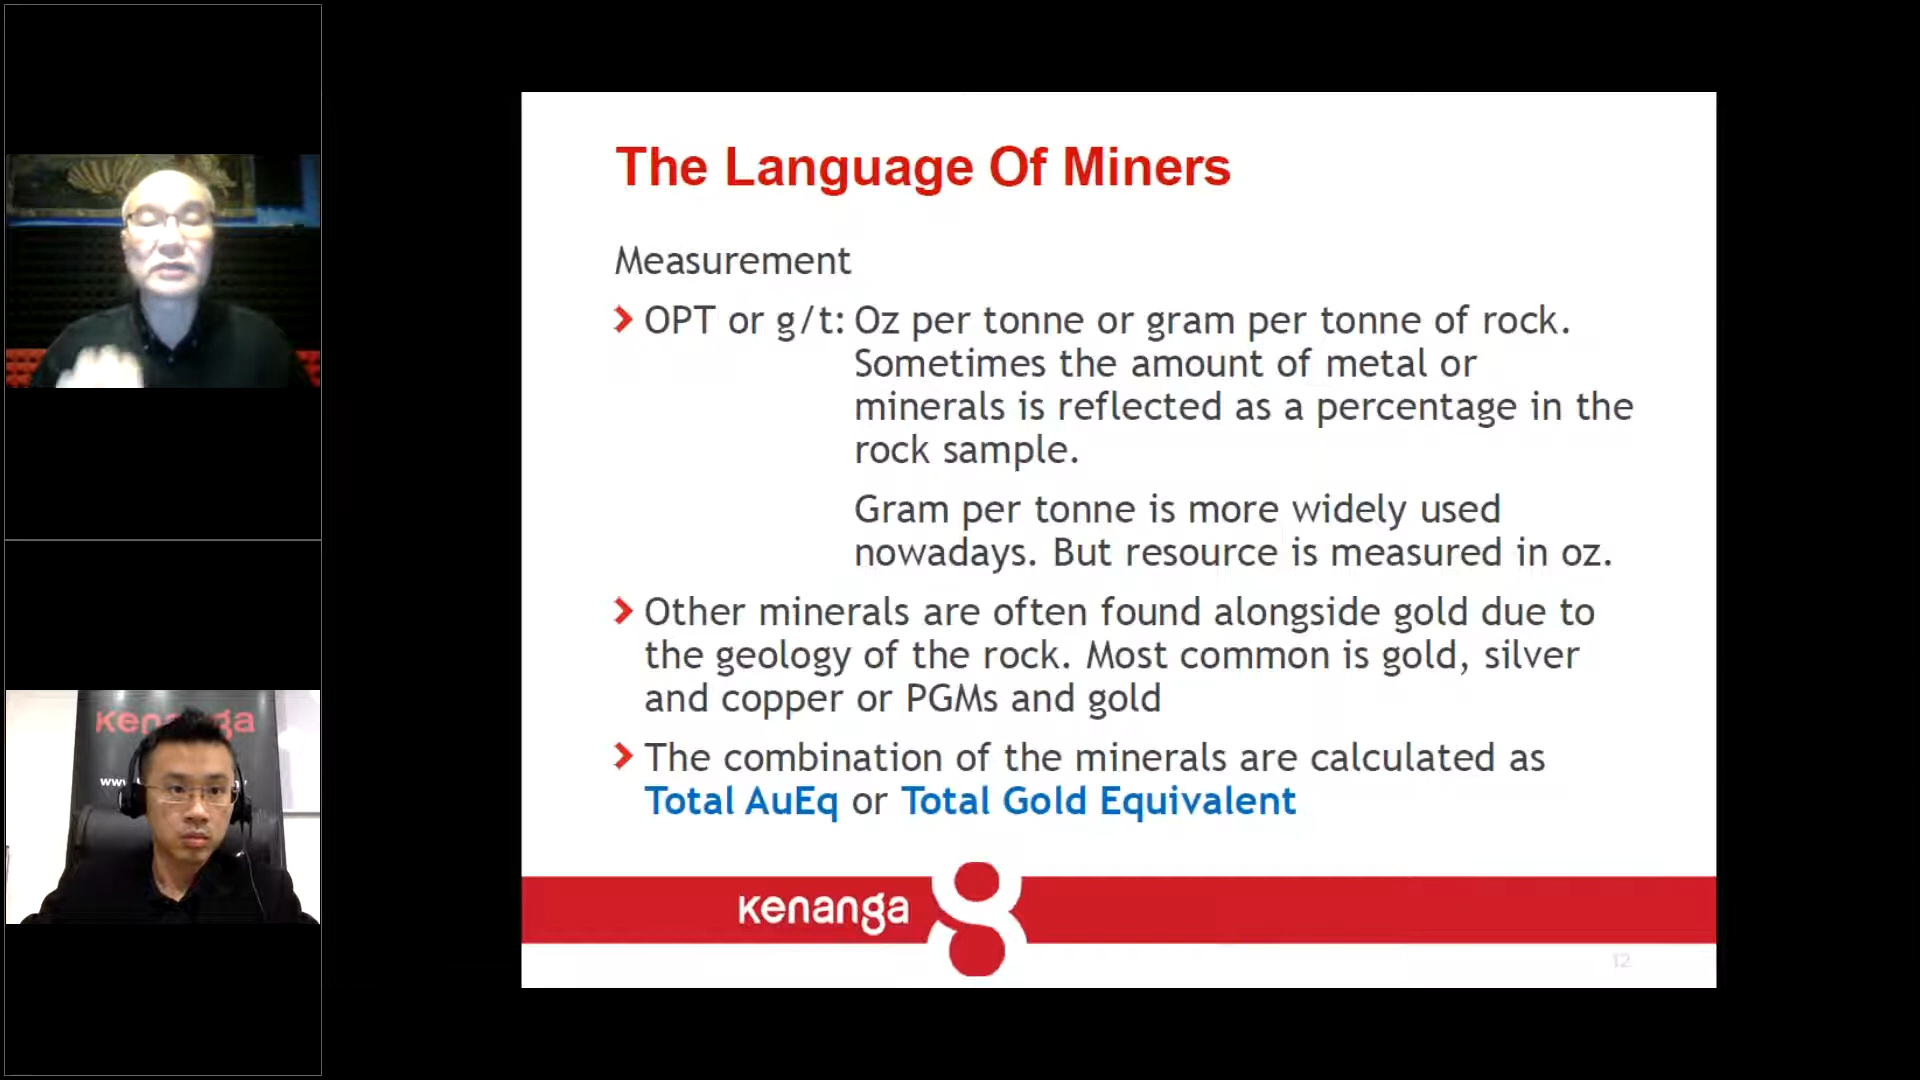 The Language Of Miners
Measurement
OPT or g/t: Oz per tonne or gram per tonne of rock.
Sometimes the amount of metal or
minerals is reflected as a percentage in the
rock sample.
Gram per tonne is more widely used
nowadays. But resource is measured in oz.
Other minerals are often found alongside gold due to
the geology of the rock. Most common is gold, silver
and copper or PGMs and gold
The combination of the minerals are calculated as
Total AuEq or Total Gold Equivalent
kenanga
12
kenanga
www